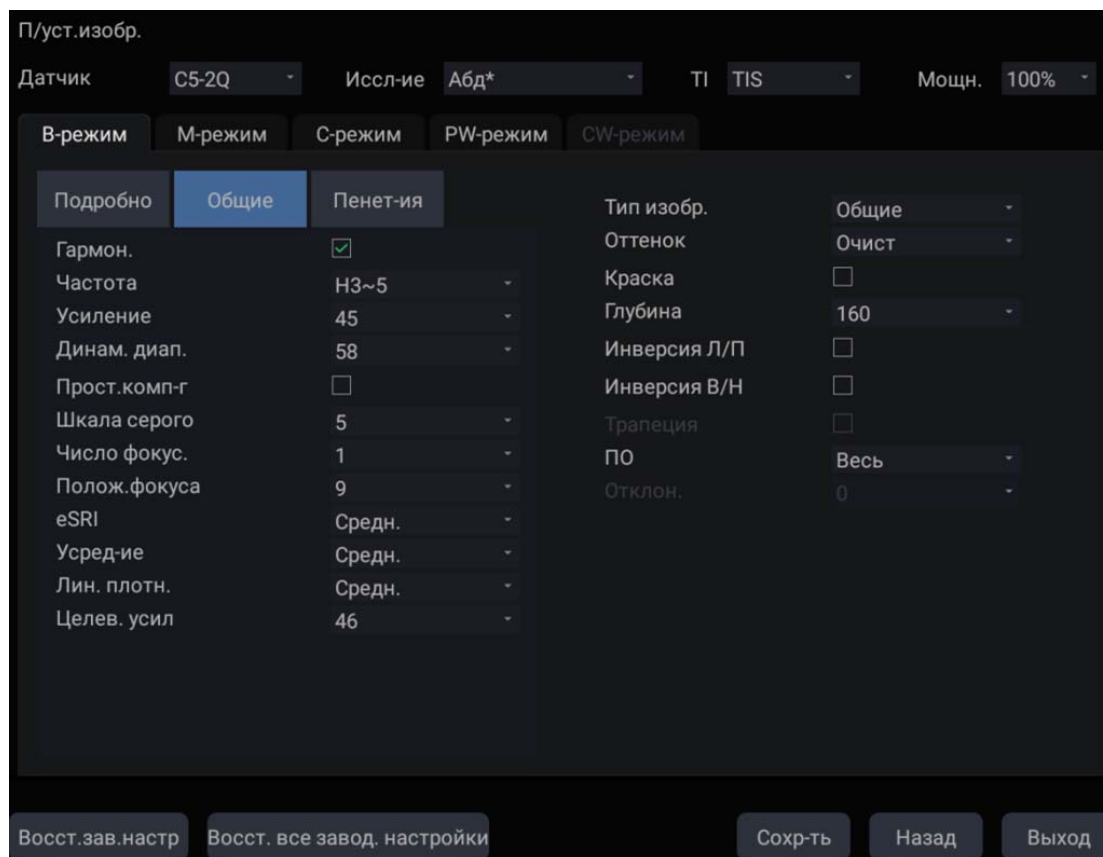 П/уст.изобр.
Датчик C5-2Q Иссл-ие Абд* TI TIS Мощн. 100%
B-режим M-режим C-режим PW-режим CW-режим
Подробно Общие Пенет-ия
Гармон.
Частота H3~5
Усиление 45
Динам. диап. 58
Прост.комп-г
Шкала серого 5
Число фокус. 1
Полож.фокуса 9
eSRI Средн.
Усред-ие Средн.
Лин. плотн. Средн.
Целев. усил 46
Тип изобр. Общие
Оттенок Очист
Краска
Глубина 160
Инверсия Л/П
Инверсия В/Н
Трапеция
ПО Весь
Отклон. 0
Восст.зав.настр Восст. все завод. настройки Сохр-ть Назад Выход